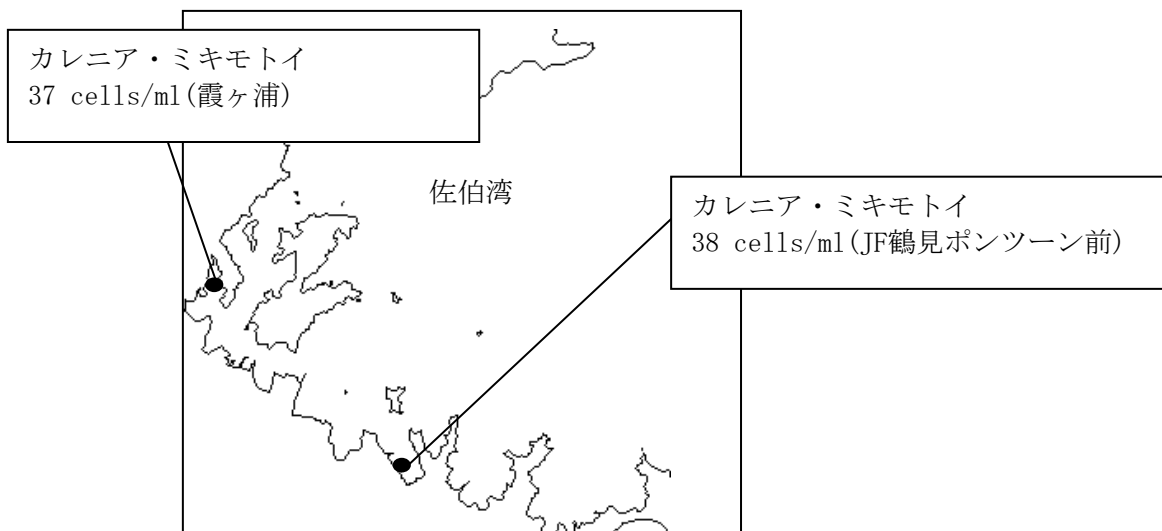 カレニア・ミキモトイ
37 cells/ml(霞ヶ浦)
佐伯湾
カレニア・ミキモトイ
38 cells/ml(JF鶴見ポンツーン前)